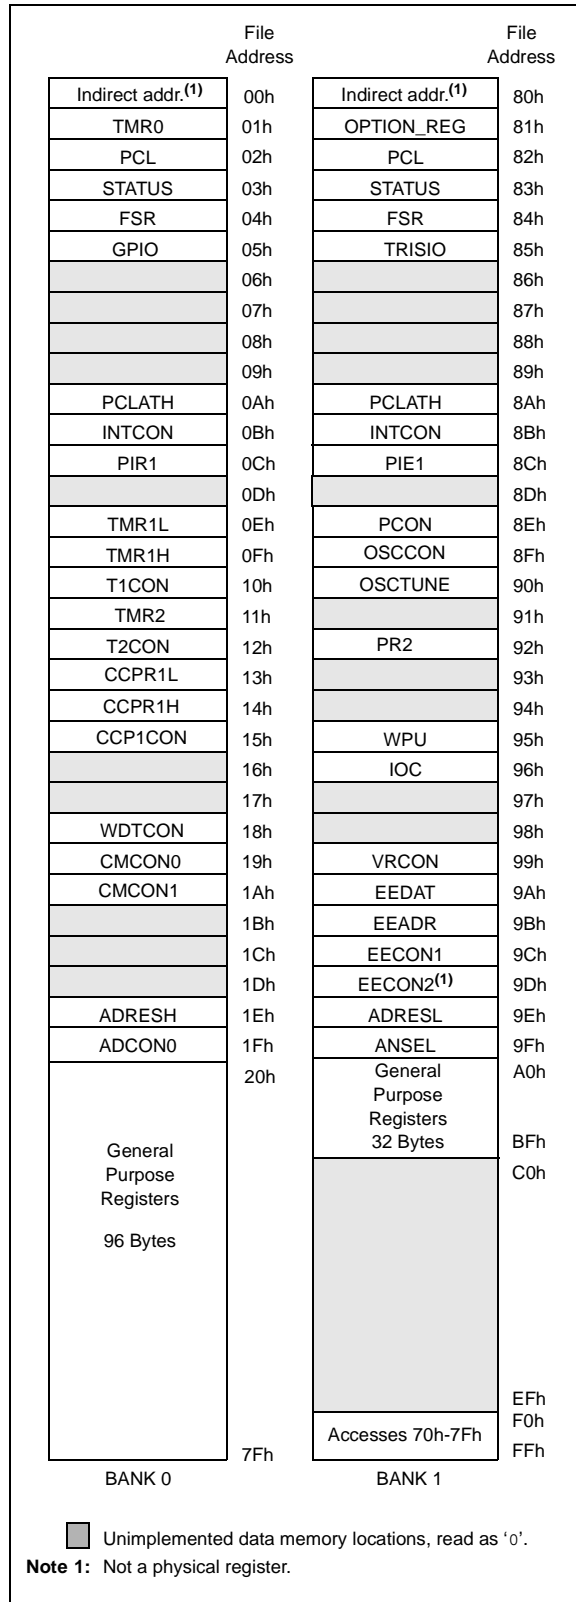 File Address File Address
Indirect addr.(1) 00h Indirect addr.(1) 80h
TMR0 01h OPTION_REG 81h
PCL 02h PCL 82h
STATUS 03h STATUS 83h
FSR 04h FSR 84h
GPIO 05h TRISIO 85h
06h 86h
07h 87h
08h 88h
09h 89h
PCLATH 0Ah PCLATH 8Ah
INTCON 0Bh INTCON 8Bh
PIR1 0Ch PIE1 8Ch
0Dh 8Dh
TMR1L 0Eh PCON 8Eh
TMR1H 0Fh OSCCON 8Fh
T1CON 10h OSCTUNE 90h
TMR2 11h 91h
T2CON 12h PR2 92h
CCPR1L 13h 93h
CCPR1H 14h 94h
CCP1CON 15h WPU 95h
16h IOC 96h
17h 97h
WDTCON 18h 98h
CMCON0 19h VRCON 99h
CMCON1 1Ah EEDAT 9Ah
1Bh EEADR 9Bh
1Ch EECON1 9Ch
1Dh EECON2(1) 9Dh
ADRESH 1Eh ADRESL 9Eh
ADCON0 1Fh ANSEL 9Fh
20h General A0h
Purpose
Registers
32 Bytes BFh
General
Purpose
Registers
96 Bytes
C0h
EFh
F0h
Accesses 70h-7Fh
7Fh FFh
BANK 0 BANK 1
Unimplemented data memory locations, read as ‘0’.
Note 1: Not a physical register.